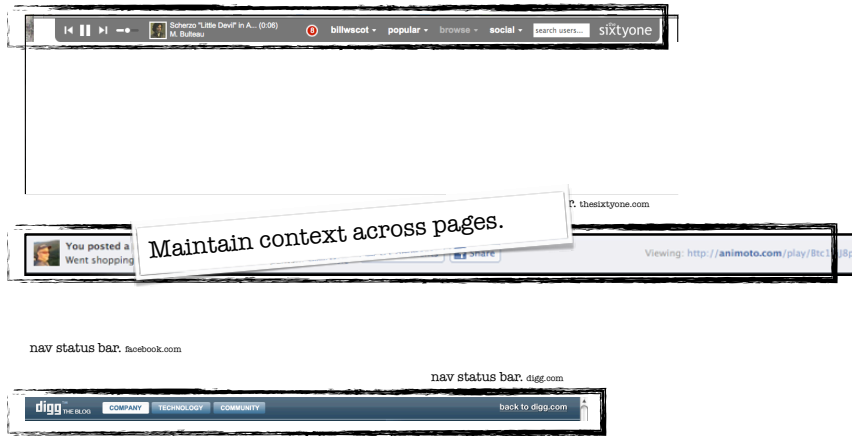 Scherzo "Little Devil" in A... (0:06)
M. Bulteau
8 billwscot popular browse social search users... the sixtyone
thesixtyone.com
Maintain context across pages.
You posted a
Went shopping
Share
Viewing: http://animoto.com/play/8tc1
nav status bar. facebook.com
nav status bar. digg.com
digg THE BLOG COMPANY TECHNOLOGY COMMUNITY back to digg.com